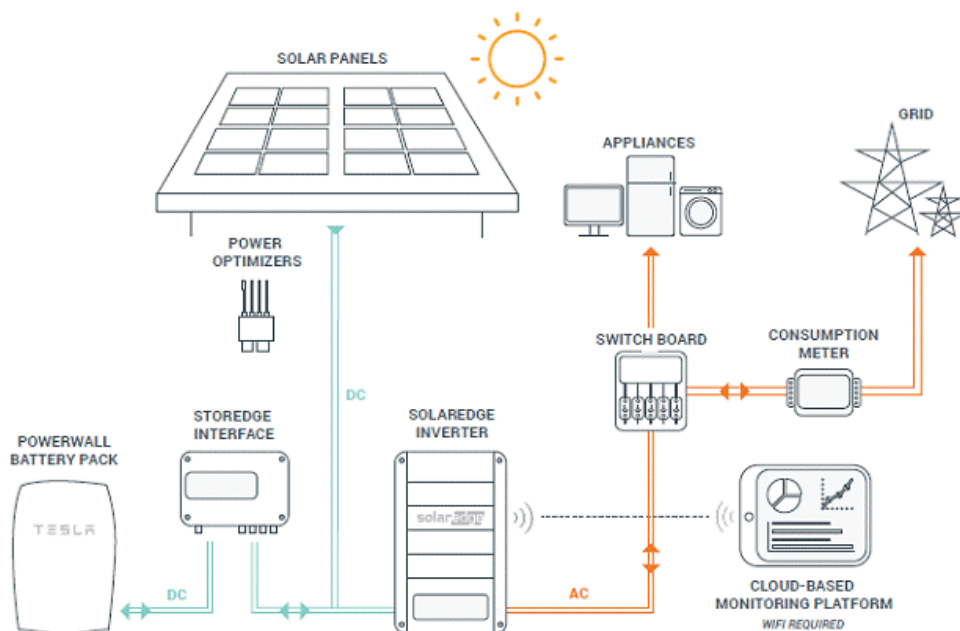 SOLAR PANELS
GRID
APPLIANCES
POWER
OPTIMIZERS
SWITCH BOARD
CONSUMPTION
METER
DC
STOREDGE
INTERFACE
SOLAREDGE
INVERTER
POWERWALL
BATTERY PACK
TESLA
solaredge
DC
AC
CLOUD-BASED
MONITORING PLATFORM
WIFI REQUIRED